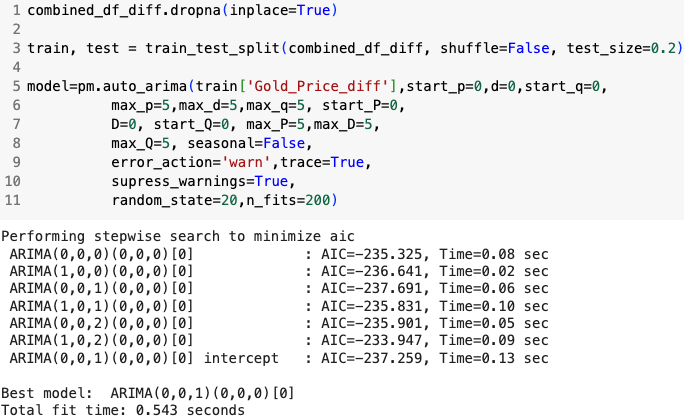 1 combined_df_diff.dropna(inplace=True)
2
3 train, test = train_test_split(combined_df_diff, shuffle=False, test_size=0.2)
4
5 model=pm.auto_arima(train['Gold_Price_diff'],start_p=0,d=0,start_q=0,
6           max_p=5,max_d=5,max_q=5, start_P=0,
7           D=0, start_Q=0, max_P=5,max_D=5,
8           max_Q=5, seasonal=False,
9           error_action='warn',trace=True,
10          supress_warnings=True,
11          random_state=20,n_fits=200)
Performing stepwise search to minimize aic
 ARIMA(0,0,0)(0,0,0)[0]             : AIC=-235.325, Time=0.08 sec
 ARIMA(1,0,0)(0,0,0)[0]             : AIC=-236.641, Time=0.02 sec
 ARIMA(0,0,1)(0,0,0)[0]             : AIC=-237.691, Time=0.06 sec
 ARIMA(1,0,1)(0,0,0)[0]             : AIC=-235.831, Time=0.10 sec
 ARIMA(0,0,2)(0,0,0)[0]             : AIC=-235.901, Time=0.05 sec
 ARIMA(1,0,2)(0,0,0)[0]             : AIC=-233.947, Time=0.09 sec
 ARIMA(0,0,1)(0,0,0)[0] intercept   : AIC=-237.259, Time=0.13 sec

Best model:  ARIMA(0,0,1)(0,0,0)[0]
Total fit time: 0.543 seconds